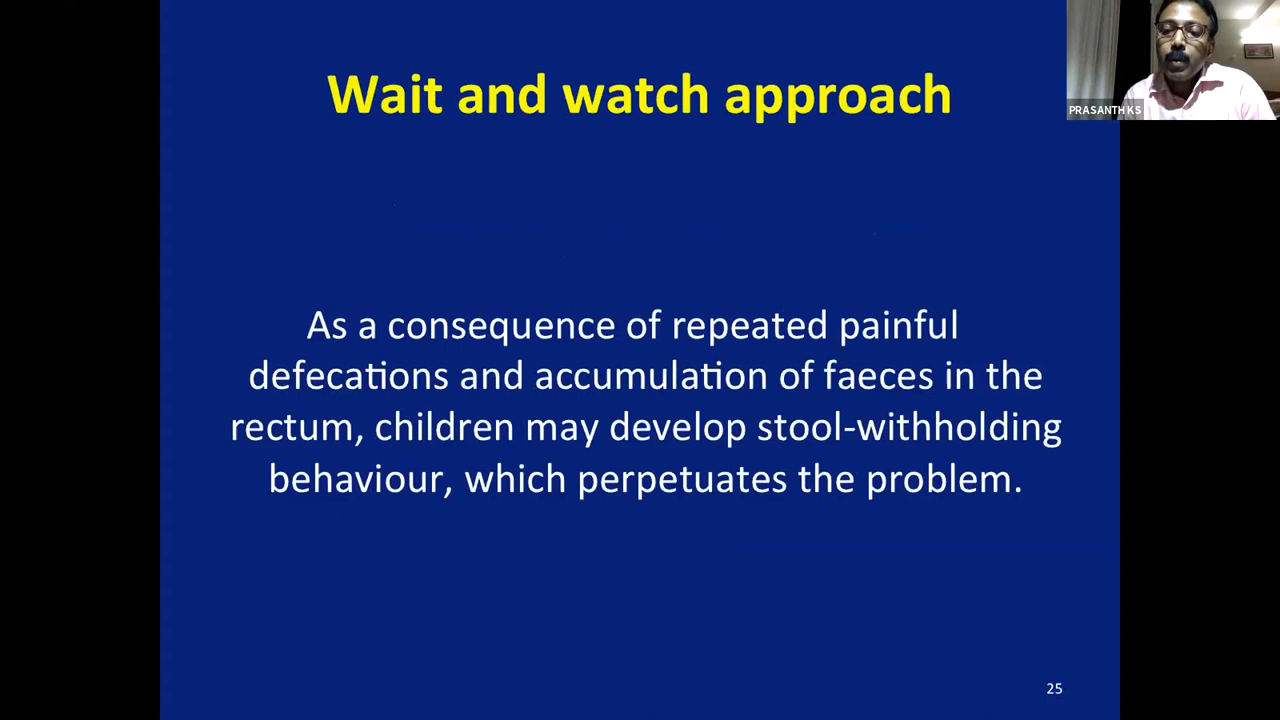 Wait and watch approach
PRASANTH KS
As a consequence of repeated painful
defecations and accumulation of faeces in the
rectum, children may develop stool-withholding
behaviour, which perpetuates the problem.
25